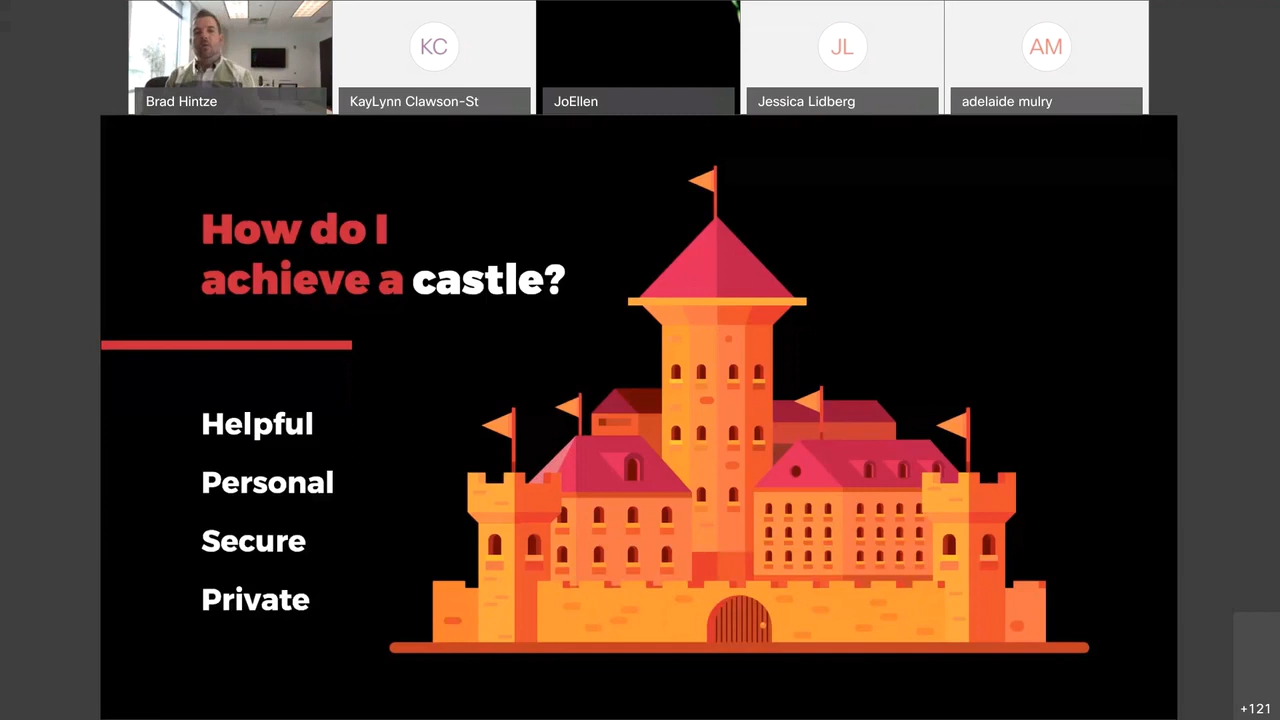 KC
JL
AM
Brad Hintze
KayLynn Clawson-St
JoEllen
Jessica Lidberg
adelaide mulry
How do I
achieve a castle?
Helpful
Personal
Secure
Private
+121